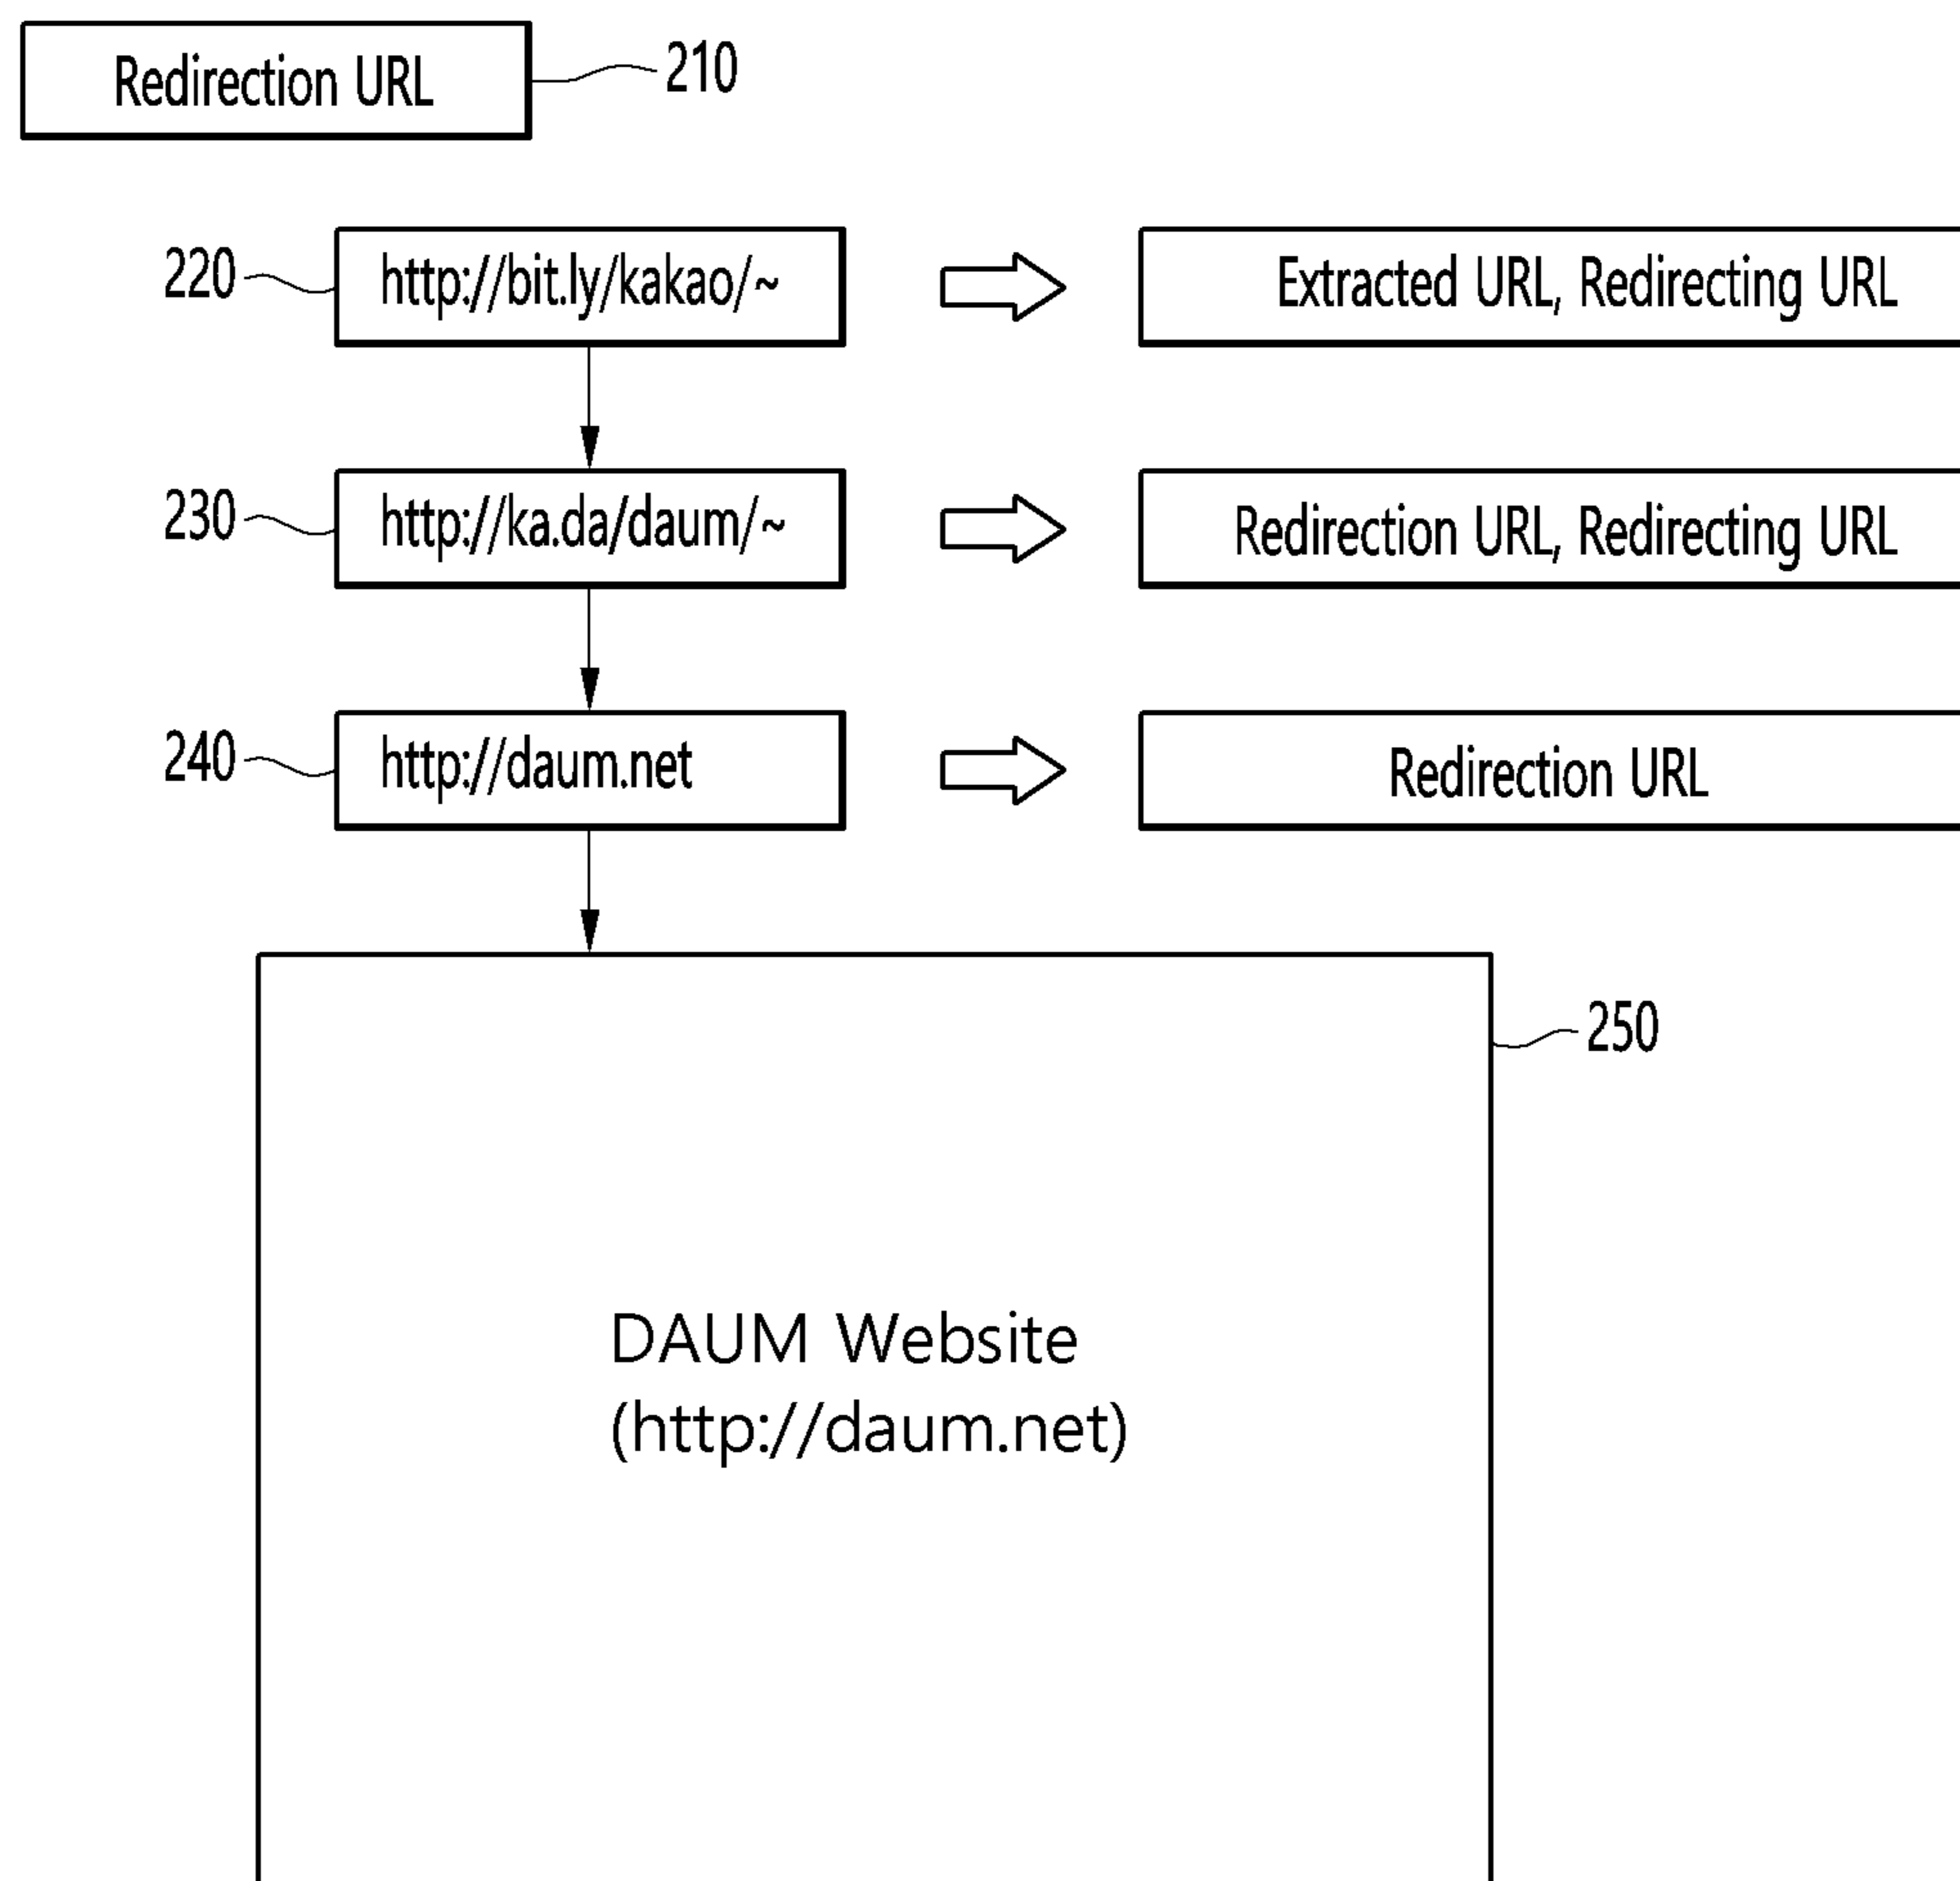 Redirection URL
210
220
http://bit.ly/kakao/~
Extracted URL, Redirecting URL
230
http://ka.da/daum/~
Redirection URL, Redirecting URL
240
http://daum.net
Redirection URL
250
DAUM Website
(http://daum.net)